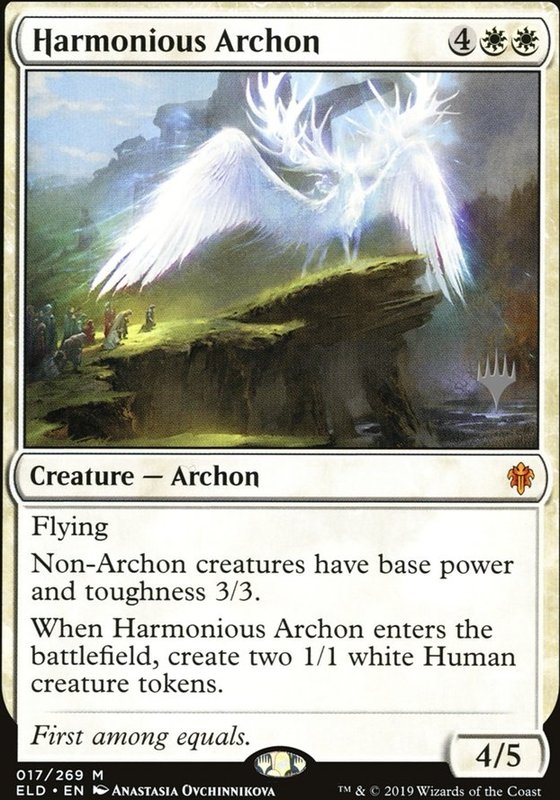 Harmonious Archon 4
Creature — Archon
Flying
Non-Archon creatures have base power
and toughness 3/3.
When Harmonious Archon enters the
battlefield, create two 1/1 white Human
creature tokens.
First among equals.
4/5
017/269 M
ELD • EN Anastasia Ovchinnikova
™ & © 2019 Wizards of the Coast